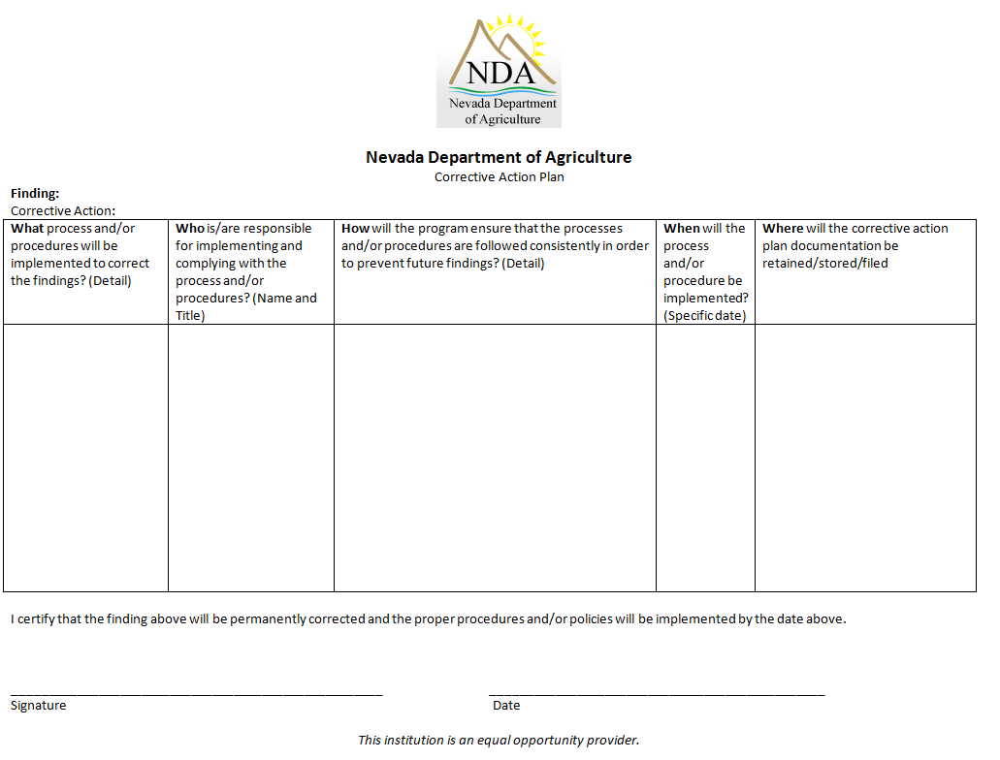 NDA
Nevada Department
of Agriculture
Nevada Department of Agriculture
Corrective Action Plan
Finding:
Corrective Action:
What process and/or
procedures will be
implemented to correct
the findings? (Detail)
Who is/are responsible
for implementing and
complying with the
process and/or
procedures? (Name and
Title)
How will the program ensure that the processes
and/or procedures are followed consistently in order
to prevent future findings? (Detail)
When will the
process
and/or
procedure be
implemented?
(Specific date)
Where will the corrective action
plan documentation be
retained/stored/filed
I certify that the finding above will be permanently corrected and the proper procedures and/or policies will be implemented by the date above.
Signature
Date
This institution is an equal opportunity provider.